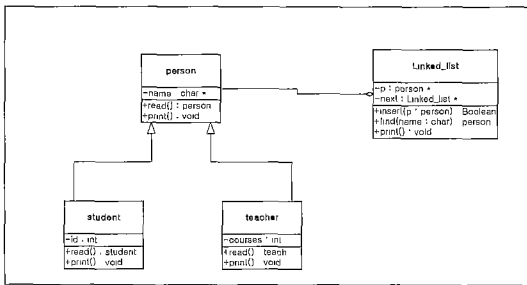 person
-name char *
+read() : person
+print() . void
Linked_list
-p : person *
-next : Linked_list *
+insert(p * person) Boolean
+find(name : char) person
+print() * void
student
-id . int
+read() . student
+print() void
teacher
-courses * int
+read() teach
+print() void